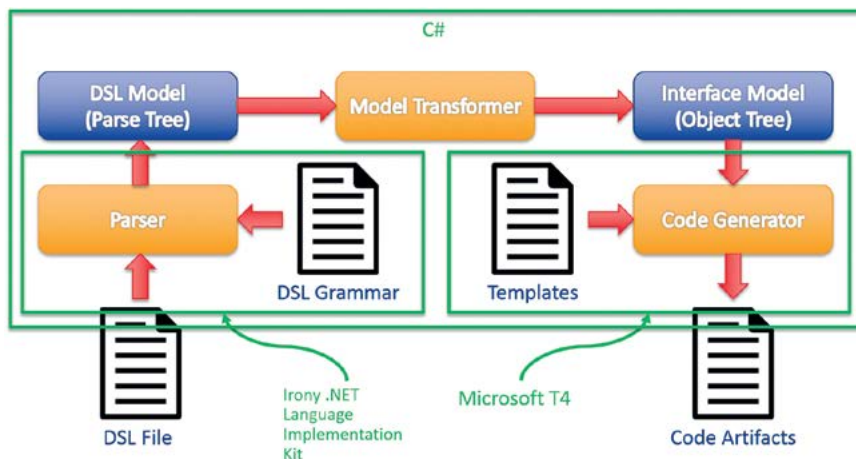 C#
DSL Model
(Parse Tree)
Model Transformer
Interface Model
(Object Tree)
Parser
DSL Grammar
Templates
Code Generator
DSL File
Irony .NET
Language
Implementation
Kit
Microsoft T4
Code Artifacts